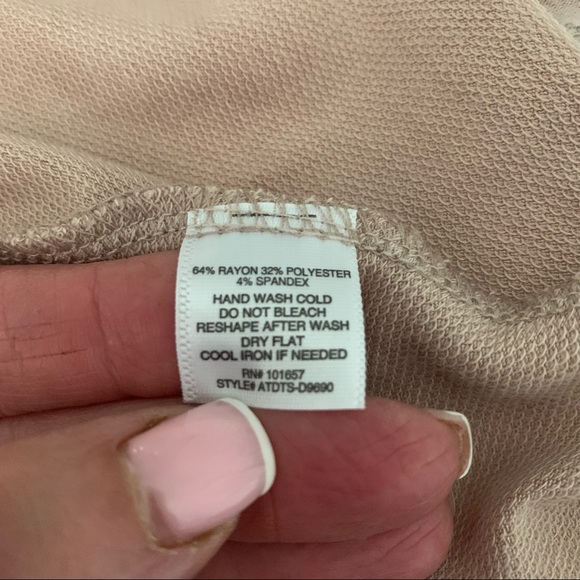 64% RAYON 32% POLYESTER
4% SPANDEX
HAND WASH COLD
DO NOT BLEACH
RESHAPE AFTER WASH
DRY FLAT
COOL IRON IF NEEDED
RN# 101657
STYLE# ATDTS-D9690